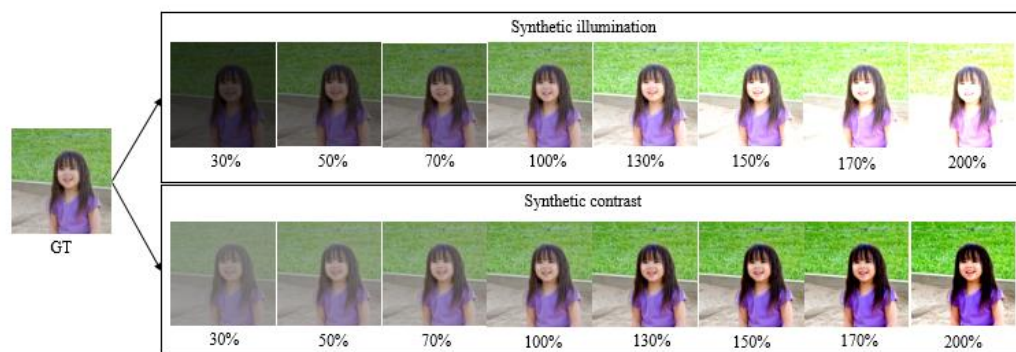 Synthetic illumination
30% 50% 70% 100% 130% 150% 170% 200%
GT
Synthetic contrast
30% 50% 70% 100% 130% 150% 170% 200%